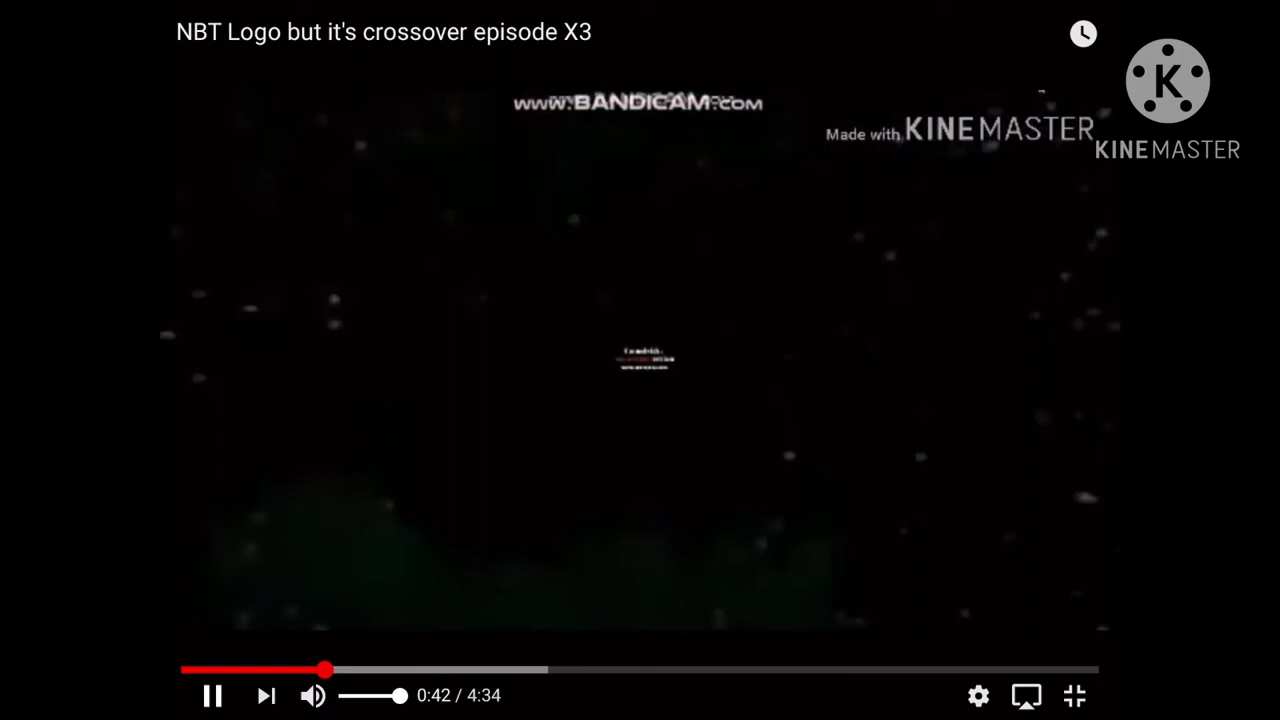 NBT Logo but it's crossover episode X3
www.BANDICAM.com
Made with KINEMASTER
K
KINEMASTER
0:42 / 4:34